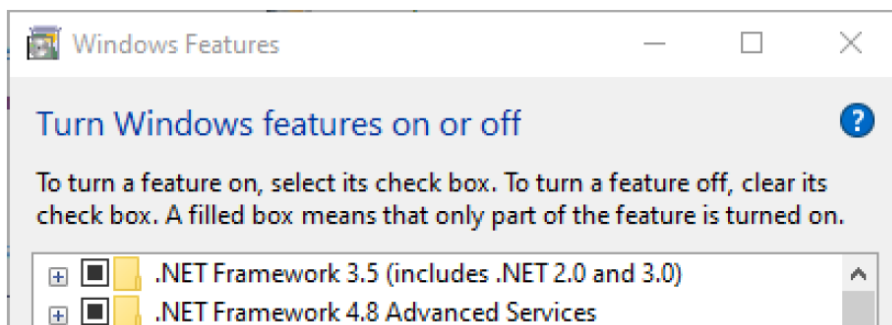 Windows Features
Turn Windows features on or off
To turn a feature on, select its check box. To turn a feature off, clear its
check box. A filled box means that only part of the feature is turned on.
.NET Framework 3.5 (includes .NET 2.0 and 3.0)
.NET Framework 4.8 Advanced Services